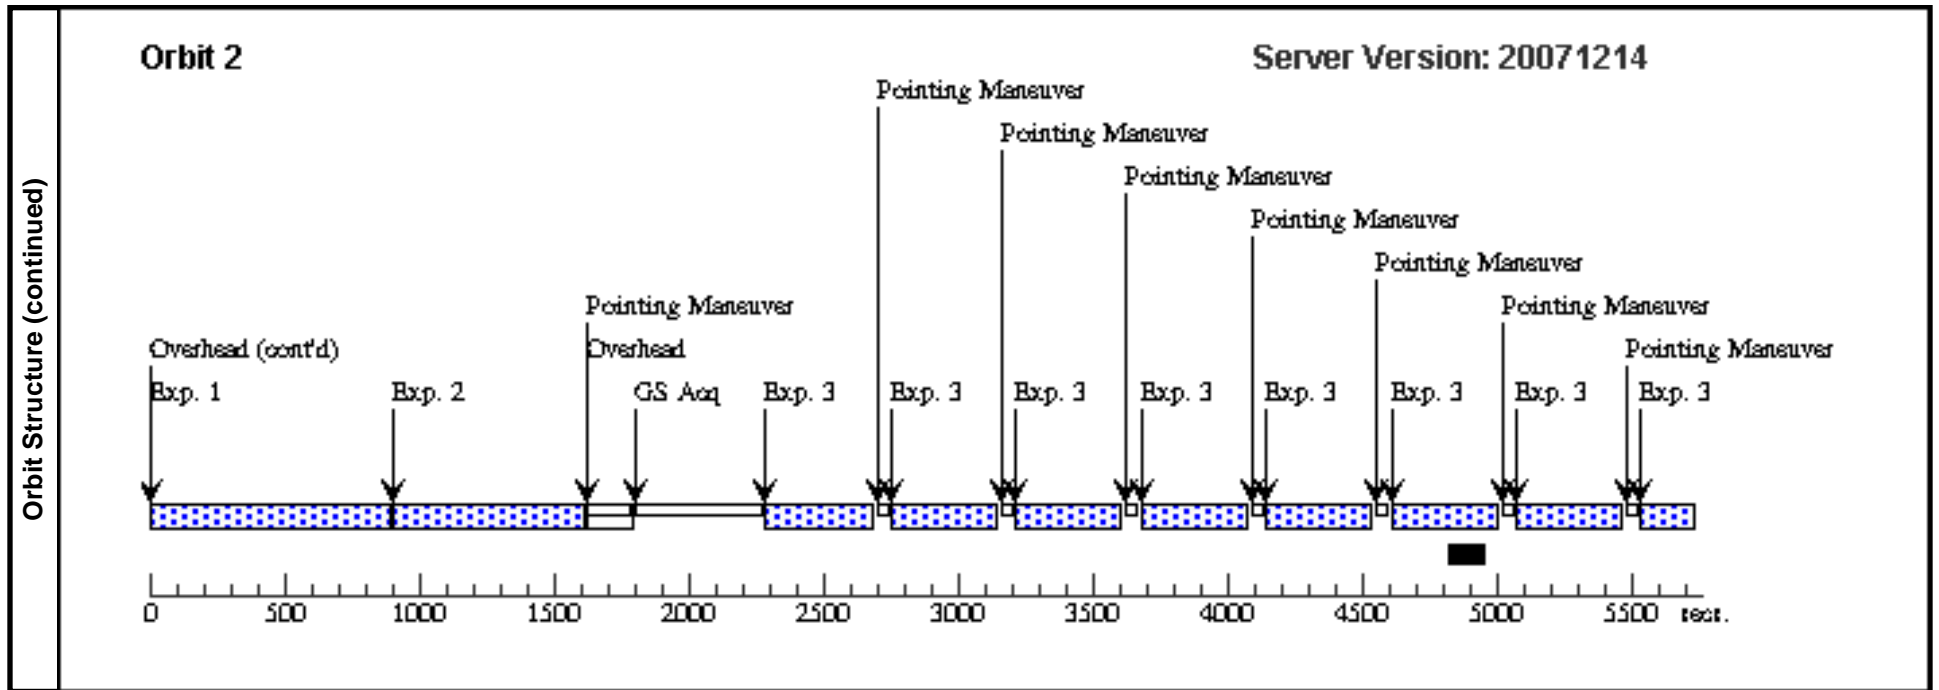 Orbit Structure (continued)
Orbit 2
Server Version: 20071214
Pointing Maneuver
Pointing Maneuver
Pointing Maneuver
Pointing Maneuver
Pointing Maneuver
Pointing Maneuver
Pointing Maneuver
Overhead (cont'd)
Overhead
Pointing Maneuver
Exp. 1
Exp. 2
GS Acq
Exp. 3
Exp. 3
Exp. 3
Exp. 3
Exp. 3
Exp. 3
Exp. 3
Exp. 3
0 500 1000 1500 2000 2500 3000 3500 4000 4500 5000 5500 secs.